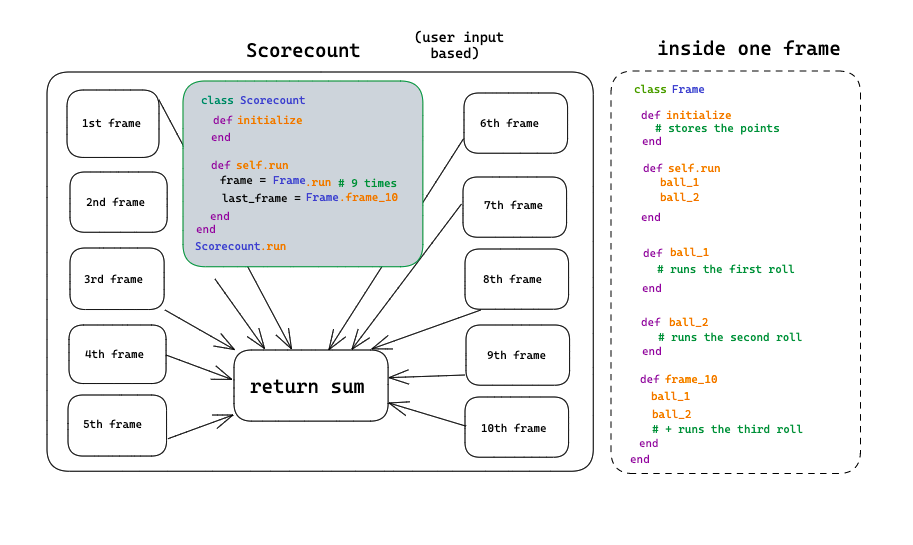 Scorecount
(user input
based)
inside one frame
1st frame
2nd frame
3rd frame
4th frame
5th frame
class Scorecount
def initialize
end
def self.run
frame = Frame.run # 9 times
last_frame = Frame.frame_10
end
end
Scorecount.run
return sum
6th frame
7th frame
8th frame
9th frame
10th frame
class Frame
def initialize
# stores the points
end
def self.run
ball_1
ball_2
end
def ball_1
# runs the first roll
end
def ball_2
# runs the second roll
end
def frame_10
ball_1
ball_2
# + runs the third roll
end
end